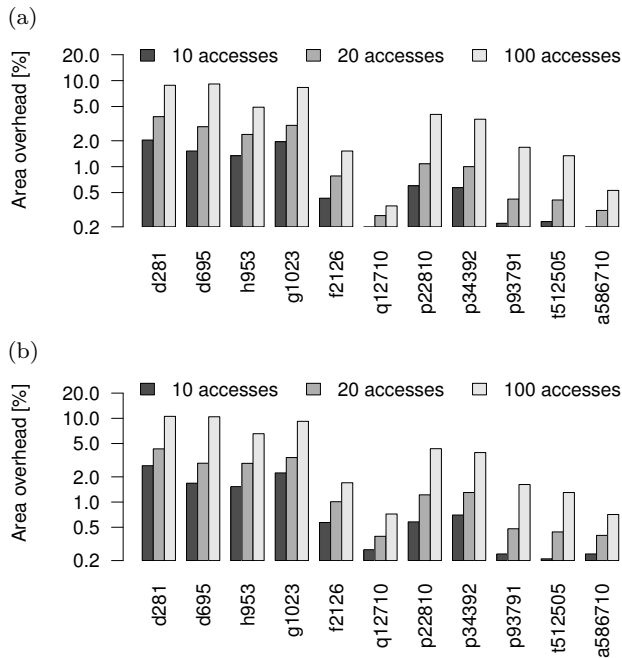 (a)
Area overhead [%]
10 accesses 20 accesses 100 accesses
20.0
10.0
5.0
2.0
1.0
0.5
0.2
d281 d695 h953 g1023 f2126 q12710 p22810 p34392 p93791 t512505 a586710
(b)
Area overhead [%]
10 accesses 20 accesses 100 accesses
20.0
10.0
5.0
2.0
1.0
0.5
0.2
d281 d695 h953 g1023 f2126 q12710 p22810 p34392 p93791 t512505 a586710